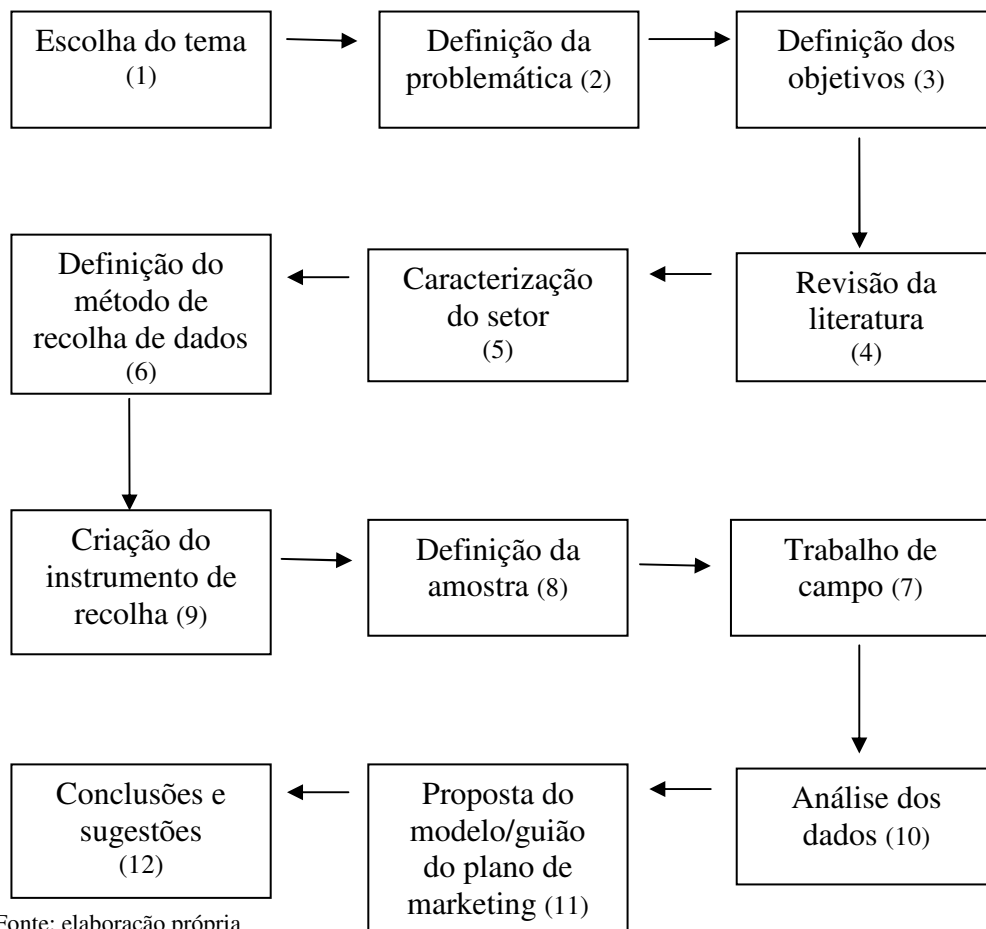 Escolha do tema
(1)
Definição da
problemática (2)
Definição dos
objetivos (3)
Definição do
método de
recolha de dados
(6)
Caracterização
do setor
(5)
Revisão da
literatura
(4)
Criação do
instrumento de
recolha (9)
Definição da
amostra (8)
Trabalho de
campo (7)
Conclusões e
sugestões
(12)
Proposta do
modelo/guião
do plano de
marketing (11)
Análise dos
dados (10)
Fonte: elaboração própria